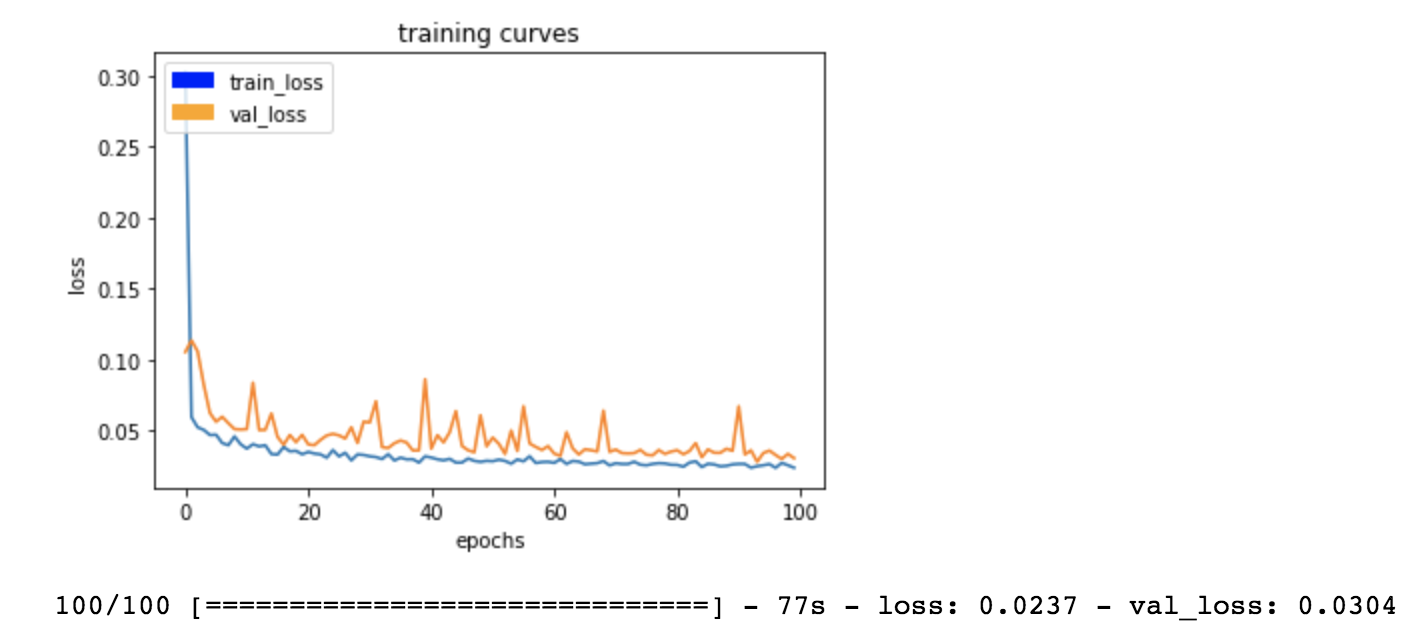 training curves
train_loss
val_loss
0.30
0.25
0.20
0.15
0.10
0.05
loss
0 20 40 60 80 100
epochs
100/100 [==============================] - 77s - loss: 0.0237 - val_loss: 0.0304